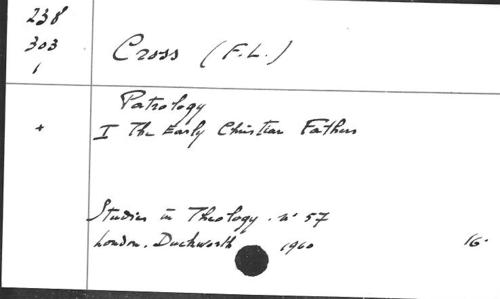 238
303
1
Cross (F.L.)
Patrology
+ I The Early Christian Fathers
Studies in Theology. n° 57
London. Duckworth 1960 16.